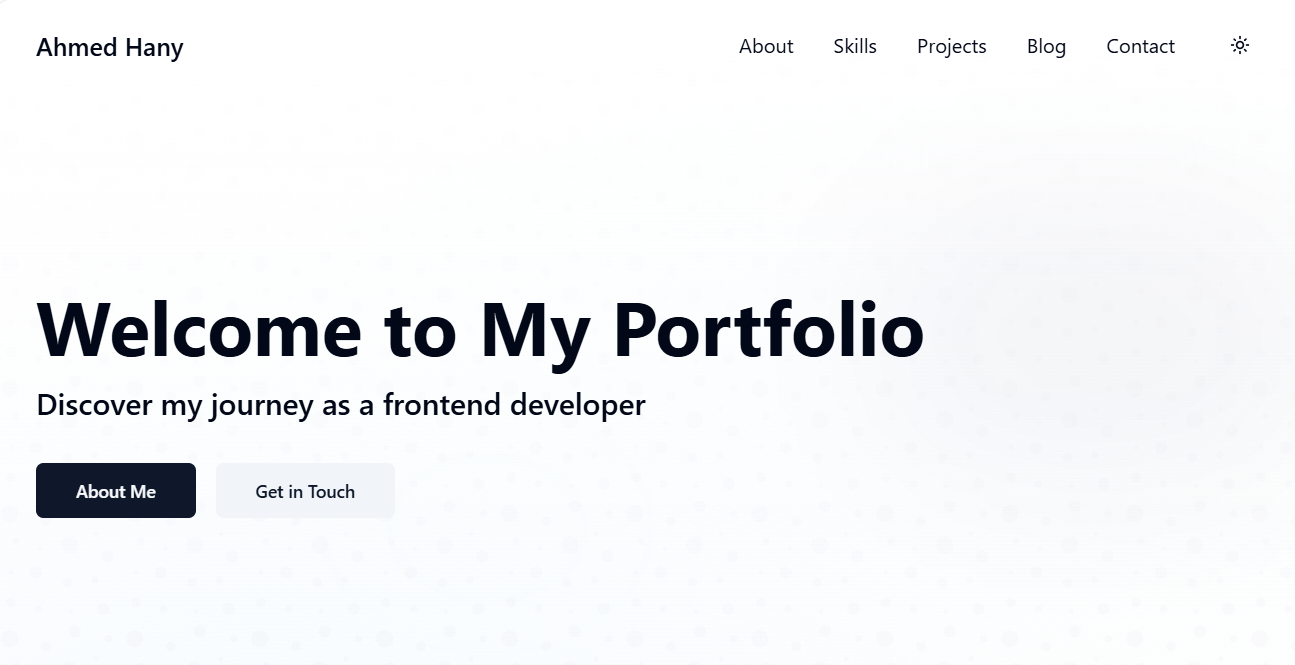 Ahmed Hany
About Skills Projects Blog Contact
Welcome to My Portfolio
Discover my journey as a frontend developer
About Me Get in Touch